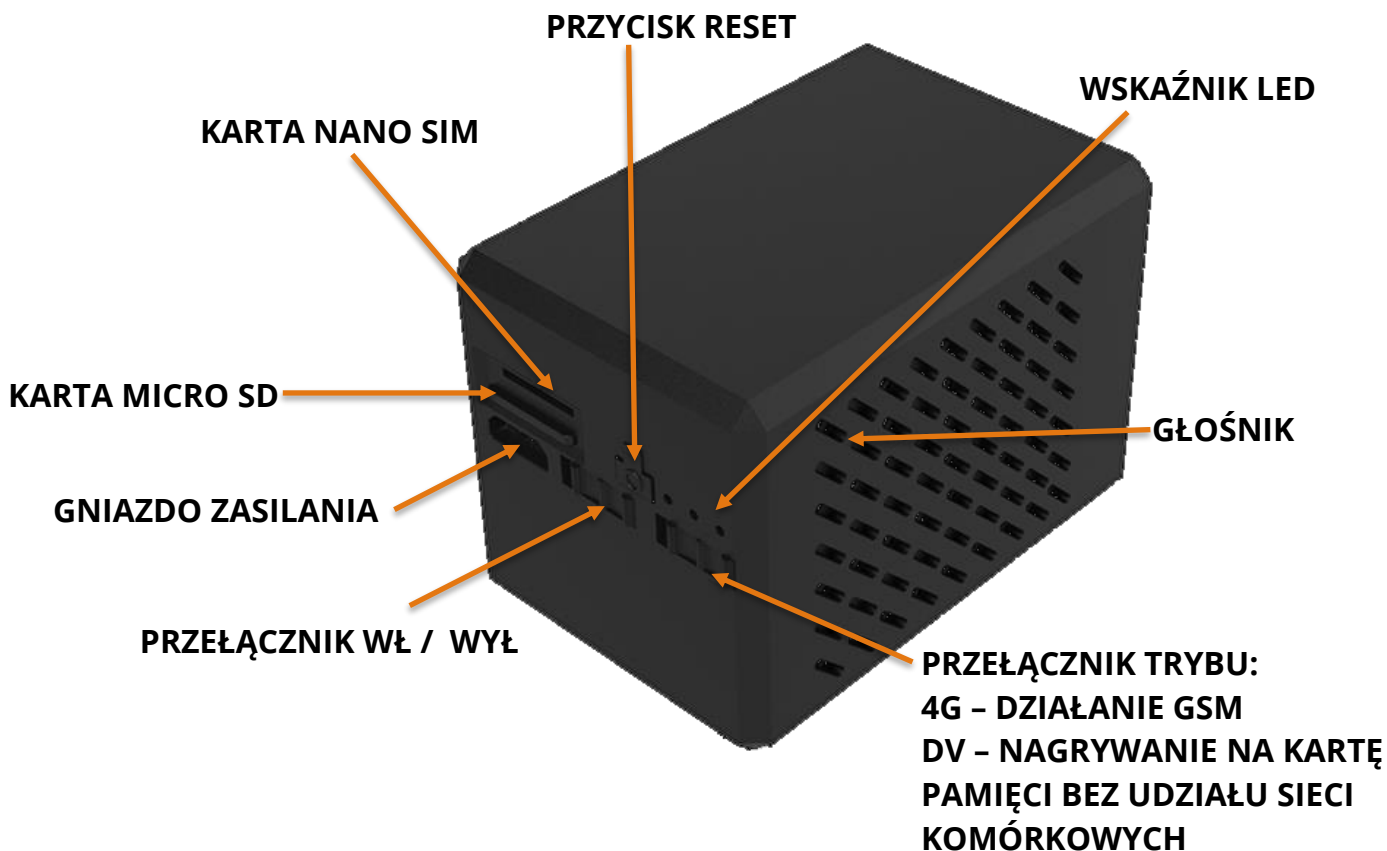 PRZYCISK RESET
WSKAŹNIK LED
KARTA NANO SIM
KARTA MICRO SD
GŁOŚNIK
GNIAZDO ZASILANIA
PRZEŁĄCZNIK WŁ / WYŁ
PRZEŁĄCZNIK TRYBU:
4G – DZIAŁANIE GSM
DV – NAGRYWANIE NA KARTĘ
PAMIĘCI BEZ UDZIAŁU SIECI
KOMÓRKOWYCH